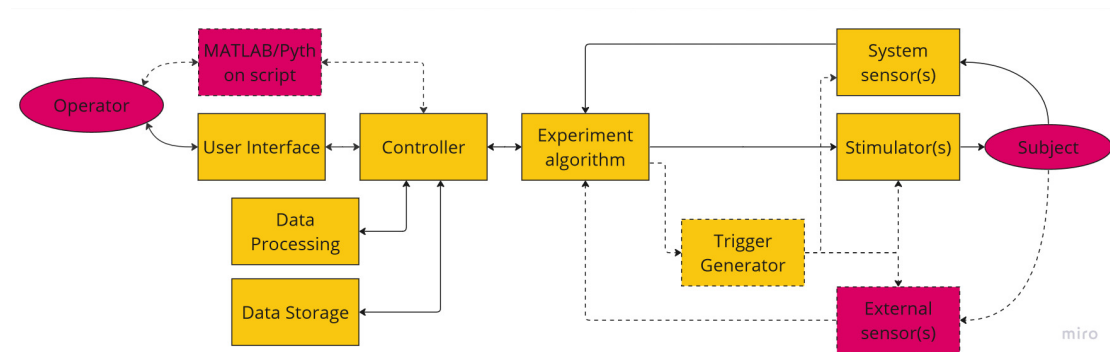 MATLAB/Pyth
on script
System
sensor(s)
Operator
User Interface
Controller
Experiment
algorithm
Stimulator(s)
Subject
Data
Processing
Trigger
Generator
Data Storage
External
sensor(s)
miro